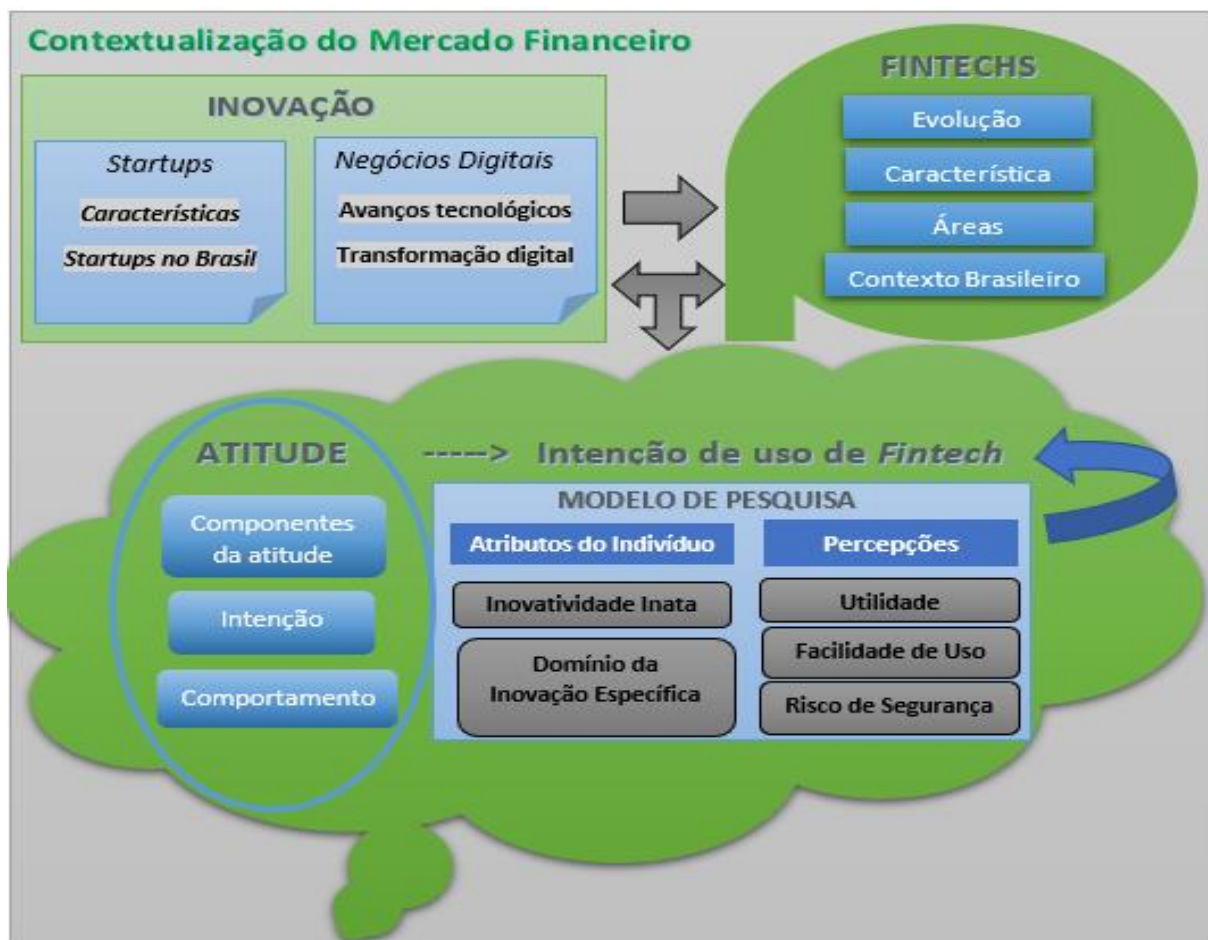 Contextualização do Mercado Financeiro
INOVAÇÃO
Startups
Características
Startups no Brasil
Negócios Digitais
Avanços tecnológicos
Transformação digital
FINTECHS
Evolução
Característica
Áreas
Contexto Brasileiro
ATITUDE
Componentes
da atitude
Intenção
Comportamento
-----> Intenção de uso de Fintech
MODELO DE PESQUISA
Atributos do Indivíduo
Inovatividade Inata
Domínio da
Inovação Específica
Percepções
Utilidade
Facilidade de Uso
Risco de Segurança